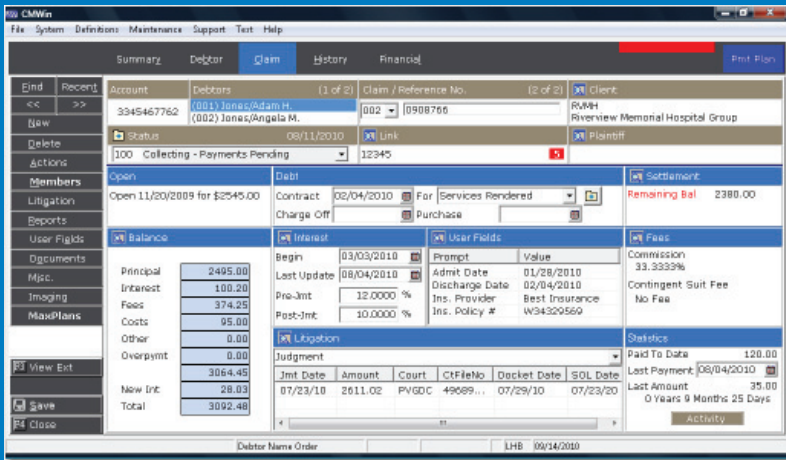 CMWin
File System Definitions Maintenance Support Text Help
Summary Debtor Claim History Financial Pmt Plan
Find Recent
<< >>
New
Delete
Actions
Members
Litigation
Reports
User Fields
Documents
Misc.
Imaging
MaxPlans
F3 View Ext
Save
F4 Close
Account
3345467762
Debtors (1 of 2)
(001) Jones/Adam H.
(002) Jones/Angela M.
Claim / Reference No. (2 of 2)
002 0908766
Client
RVMH
Riverview Memorial Hospital Group
Status 08/11/2010
100 Collecting - Payments Pending
Link
12345
Plaintiff
Open
Open 11/20/2009 for $2545.00
Debt
Contract 02/04/2010 For Services Rendered
Charge Off Purchase
Settlement
Remaining Bal 2380.00
Balance
Principal 2495.00
Interest 100.20
Fees 374.25
Costs 95.00
Other 0.00
Overpymt 0.00
3064.45
New Int 28.03
Total 3092.48
Interest
Begin 03/03/2010
Last Update 08/04/2010
Pre-Jmt 12.0000 %
Post-Jmt 10.0000 %
User Fields
Prompt Value
Admit Date 01/28/2010
Discharge Date 02/04/2010
Ins. Provider Best Insurance
Ins. Policy # W34329569
Fees
Commission
33.3333%
Contingent Suit Fee
No Fee
Litigation
Judgment
Jmt Date Amount Court CtFileNo Docket Date SOL Date
07/23/10 2611.02 PVGDC 49689... 07/29/10 07/23/20
Statistics
Paid To Date 120.00
Last Payment 08/04/2010
Last Amount 35.00
0 Years 9 Months 25 Days
Activity
Debtor Name Order LHB 09/14/2010